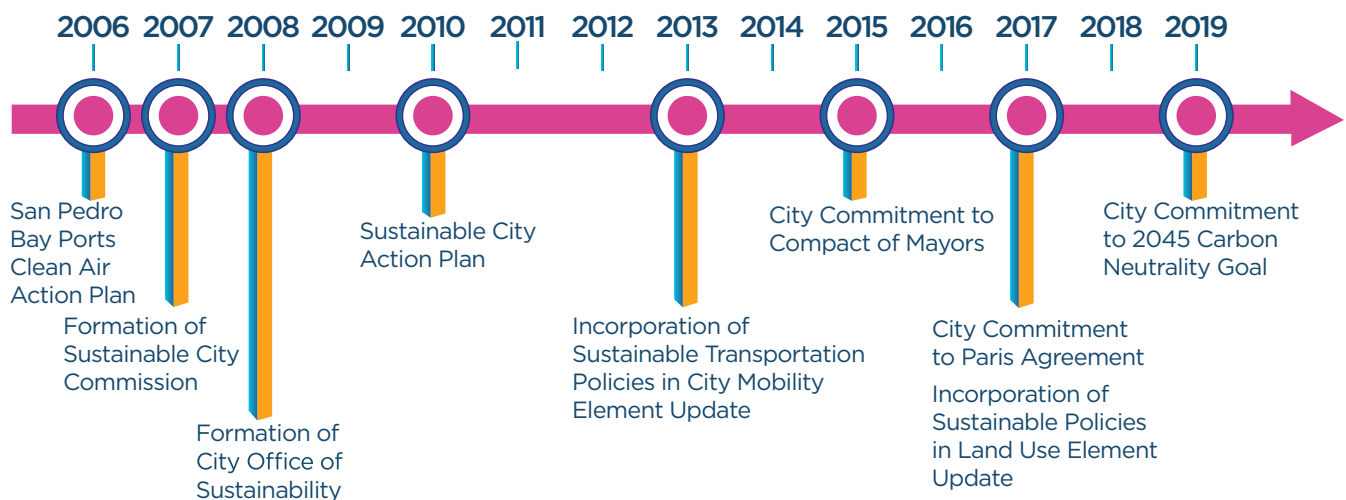 2006 2007 2008 2009 2010 2011 2012 2013 2014 2015 2016 2017 2018 2019
San Pedro
Bay Ports
Clean Air
Action Plan
Formation of
Sustainable City
Commission
Formation of
City Office of
Sustainability
Sustainable City
Action Plan
Incorporation of
Sustainable Transportation
Policies in City Mobility
Element Update
City Commitment to
Compact of Mayors
City Commitment
to Paris Agreement
Incorporation of
Sustainable Policies
in Land Use Element
Update
City Commitment
to 2045 Carbon
Neutrality Goal